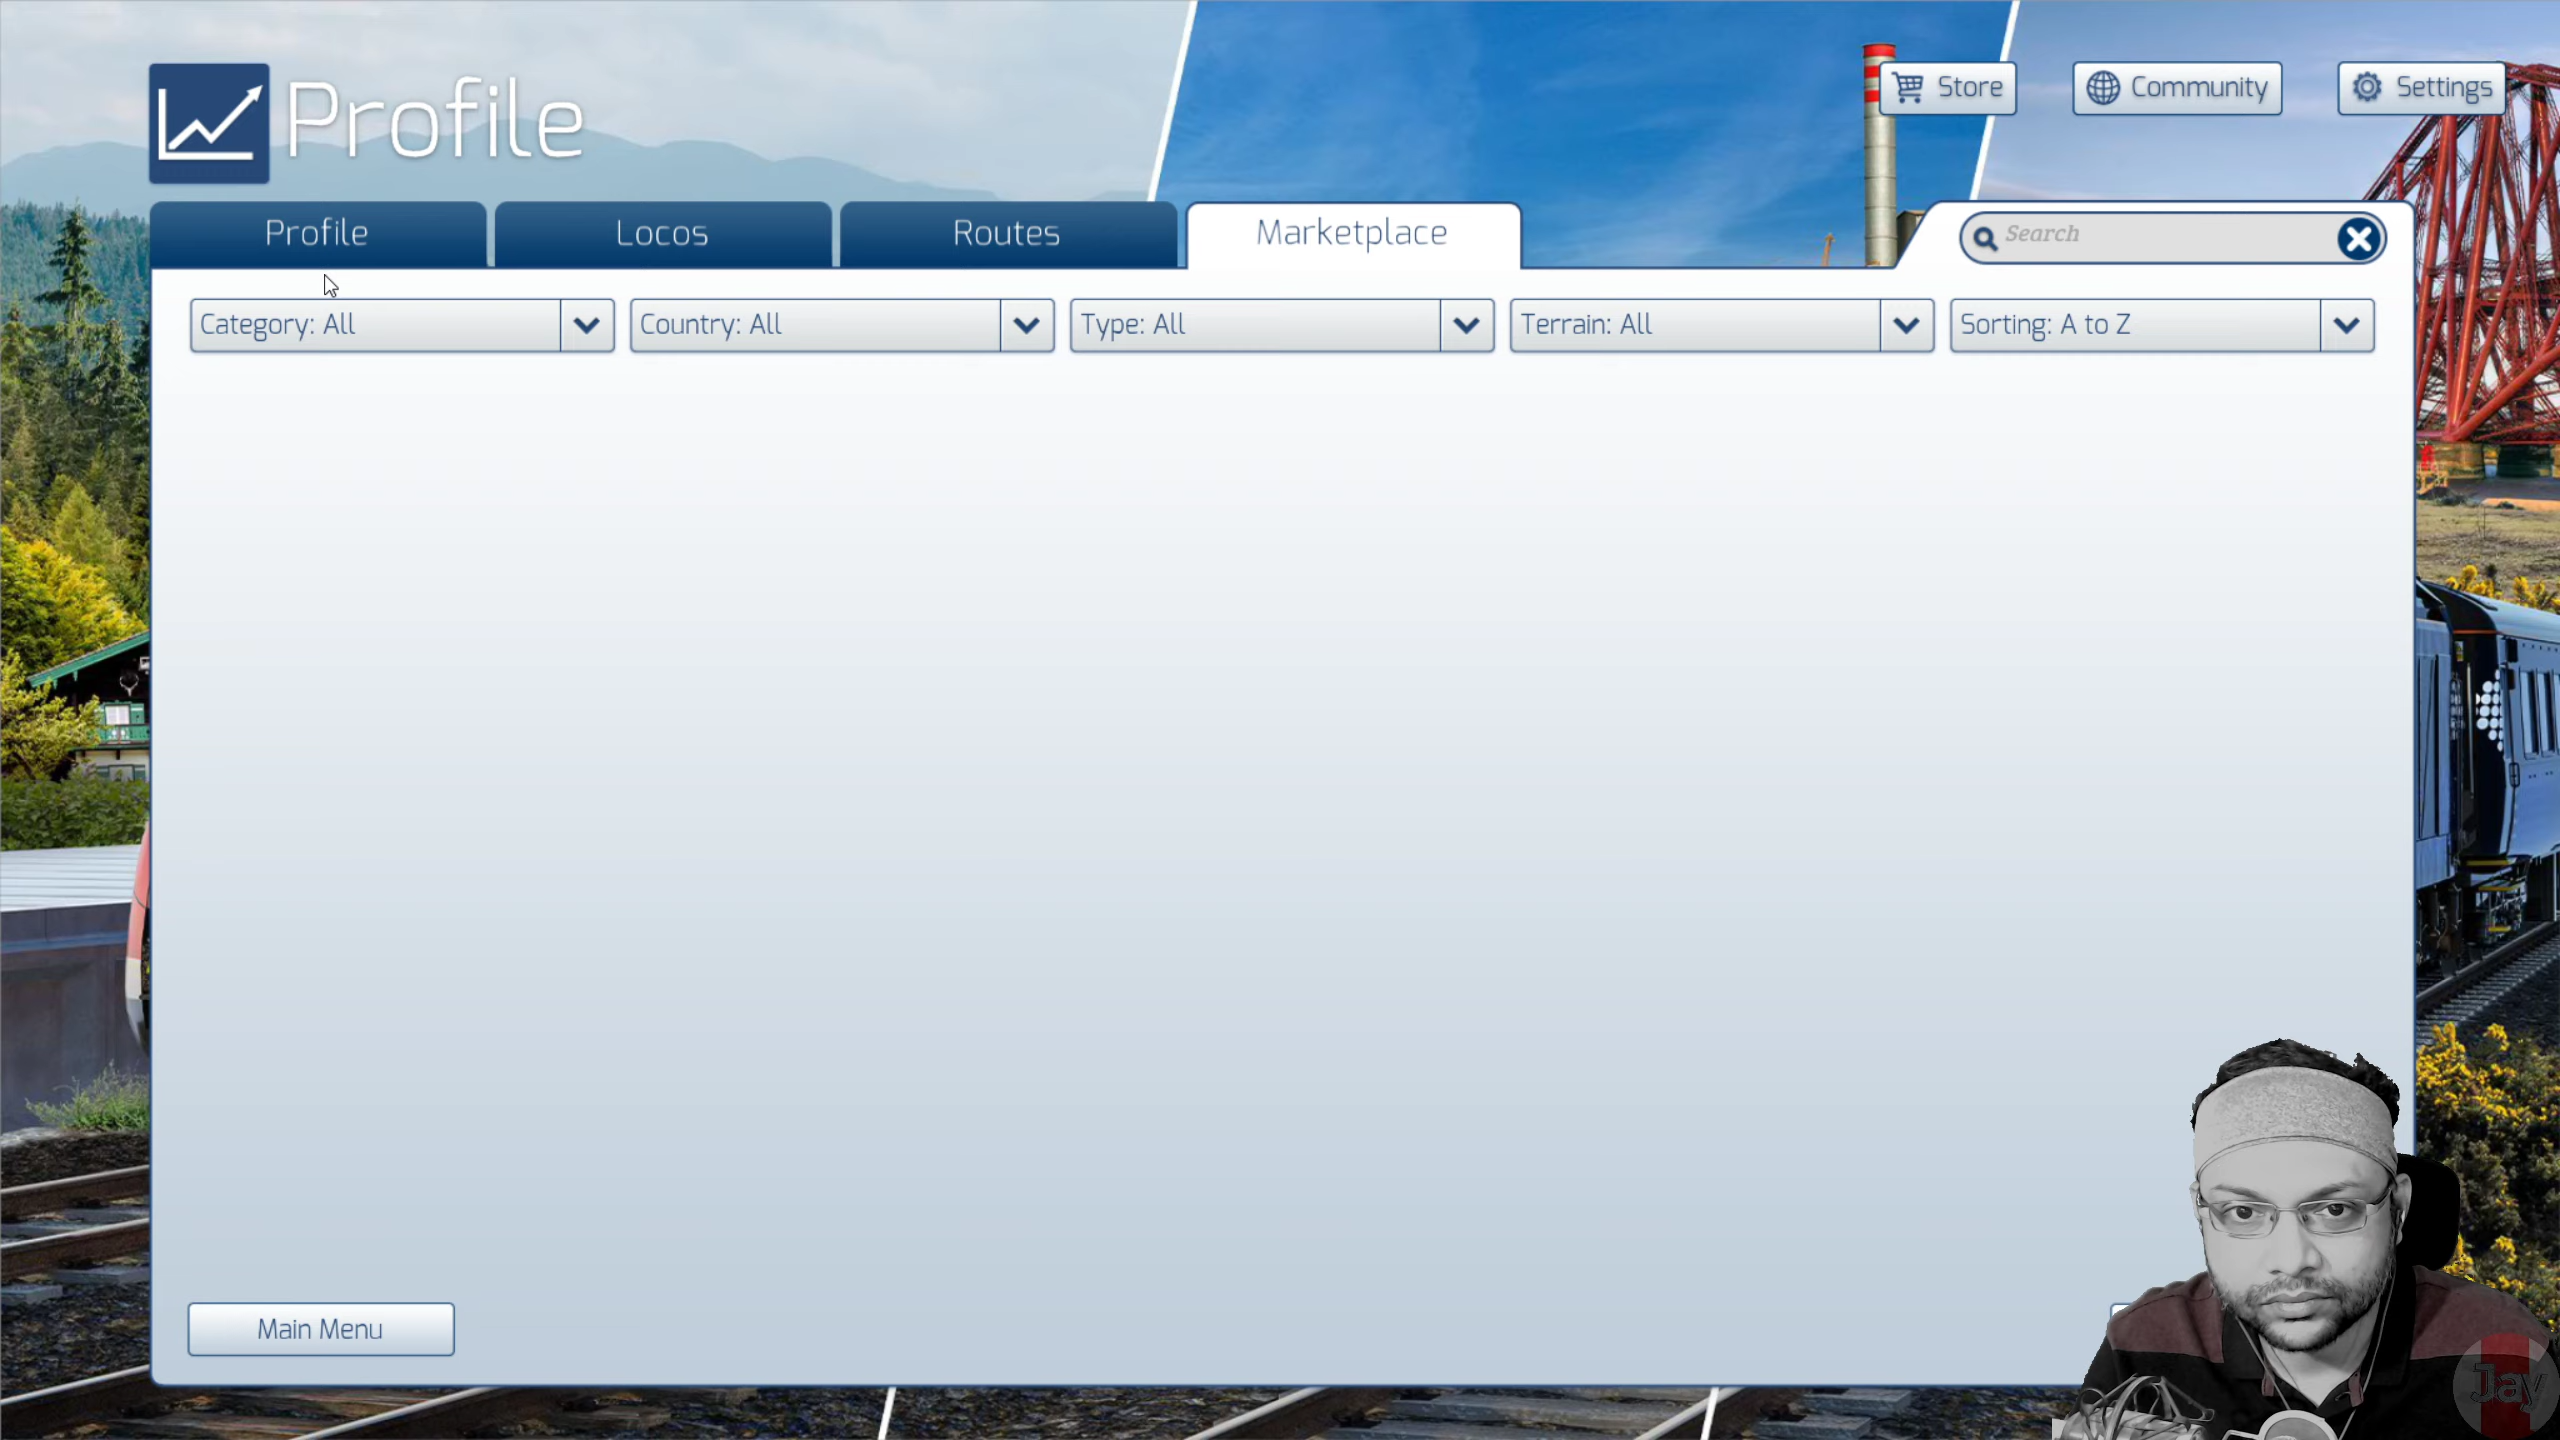 Profile
Store
Community
Settings
Profile
Locos
Routes
Marketplace
Search
Category: All
Country: All
Type: All
Terrain: All
Sorting: A to Z
Main Menu
Jay